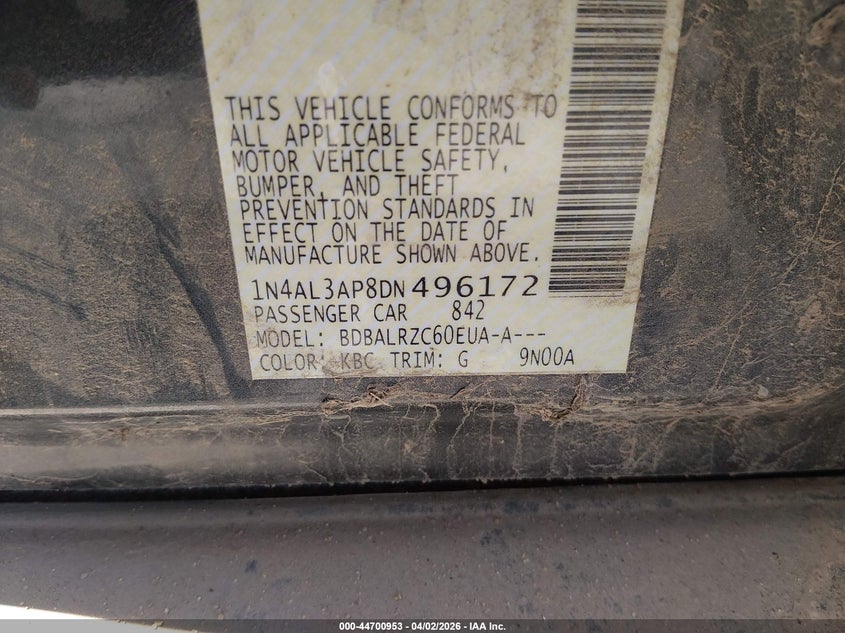 THIS VEHICLE CONFORMS TO
ALL APPLICABLE FEDERAL
MOTOR VEHICLE SAFETY,
BUMPER, AND THEFT
PREVENTION STANDARDS IN
EFFECT ON THE DATE OF
MANUFACTURE SHOWN ABOVE.
1N4AL3AP8DN496172
PASSENGER CAR 842
MODEL: BDBALRZC60EUA-A---
COLOR: KBC TRIM: G 9N00A
000-44700953 04/02/2026 - IAA Inc.